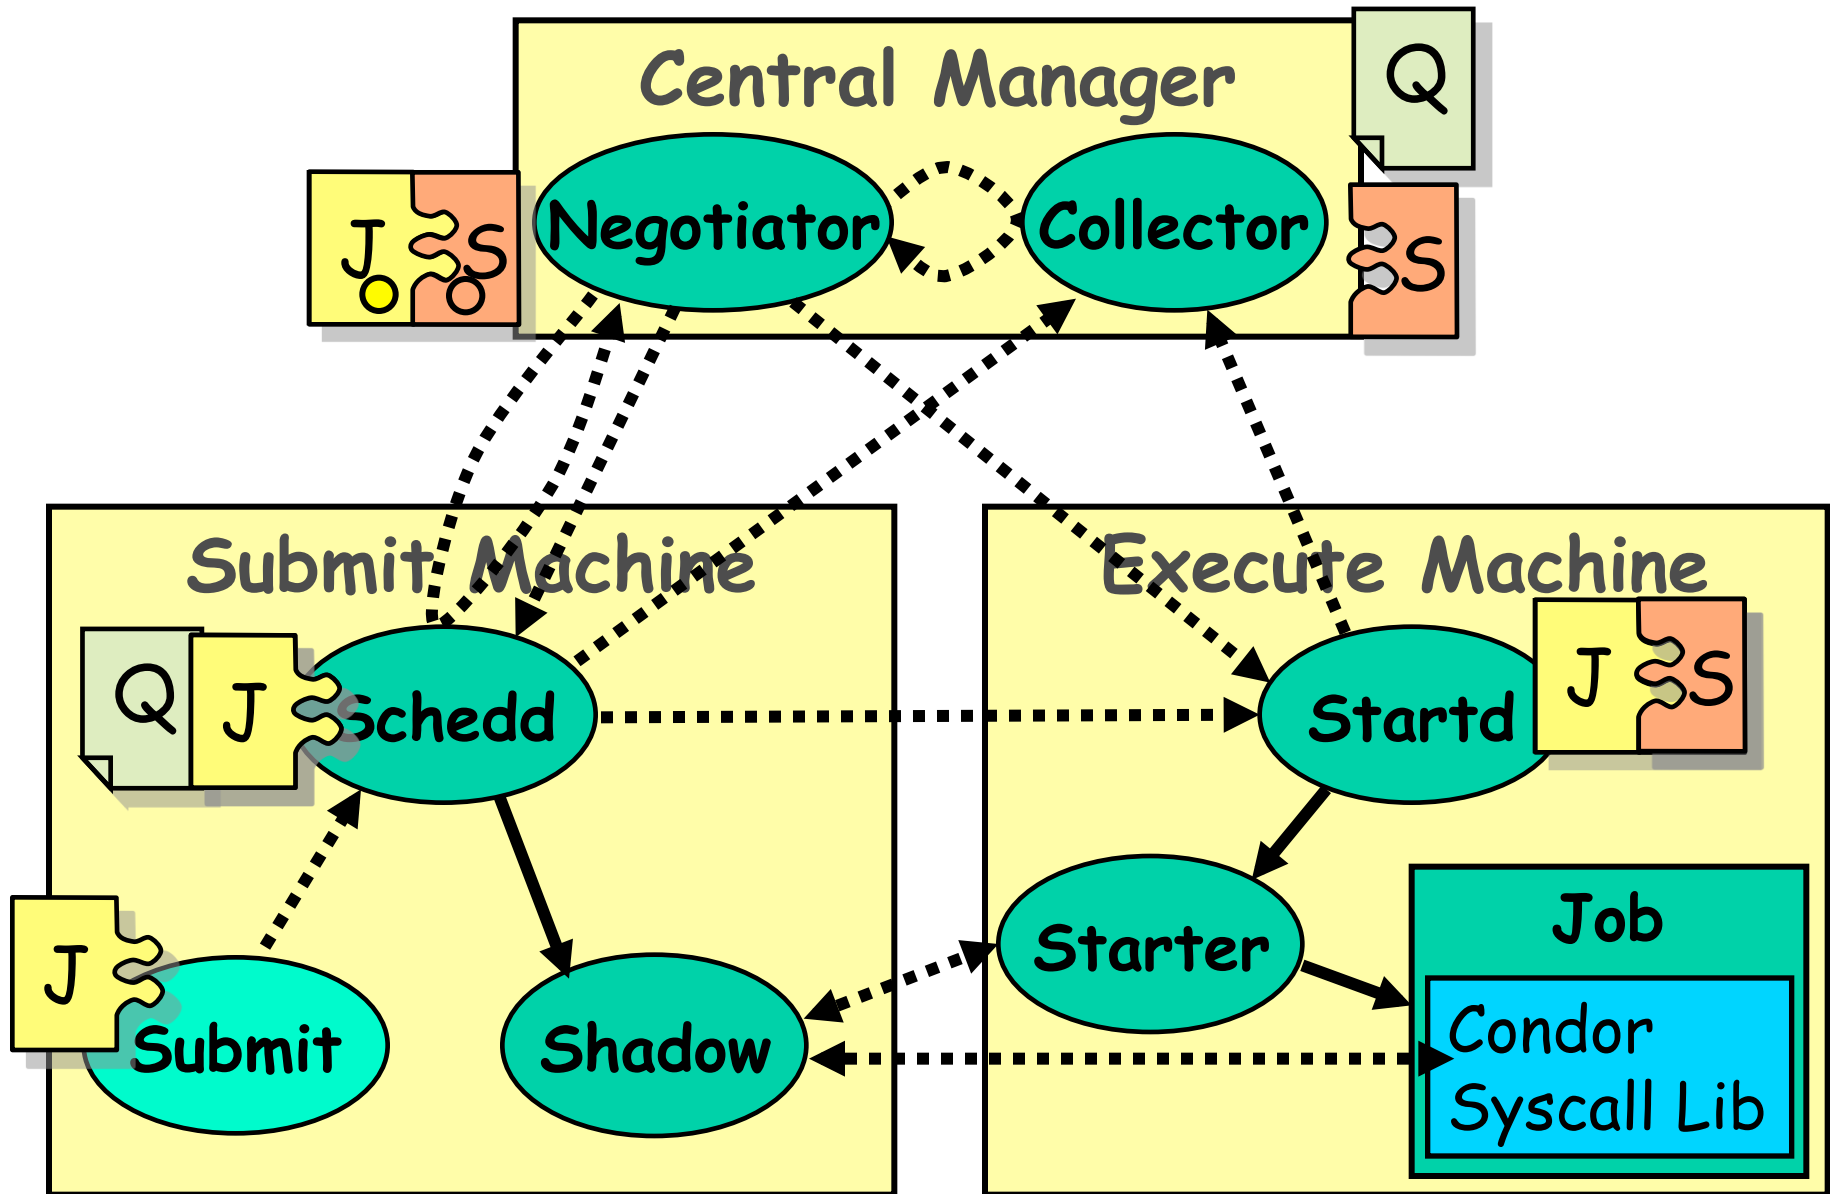 Central Manager
Q
J
S
Negotiator
Collector
S
Submit Machine
Execute Machine
Q
J
Schedd
Startd
J
S
J
Submit
Shadow
Starter
Job
Condor
Syscall Lib